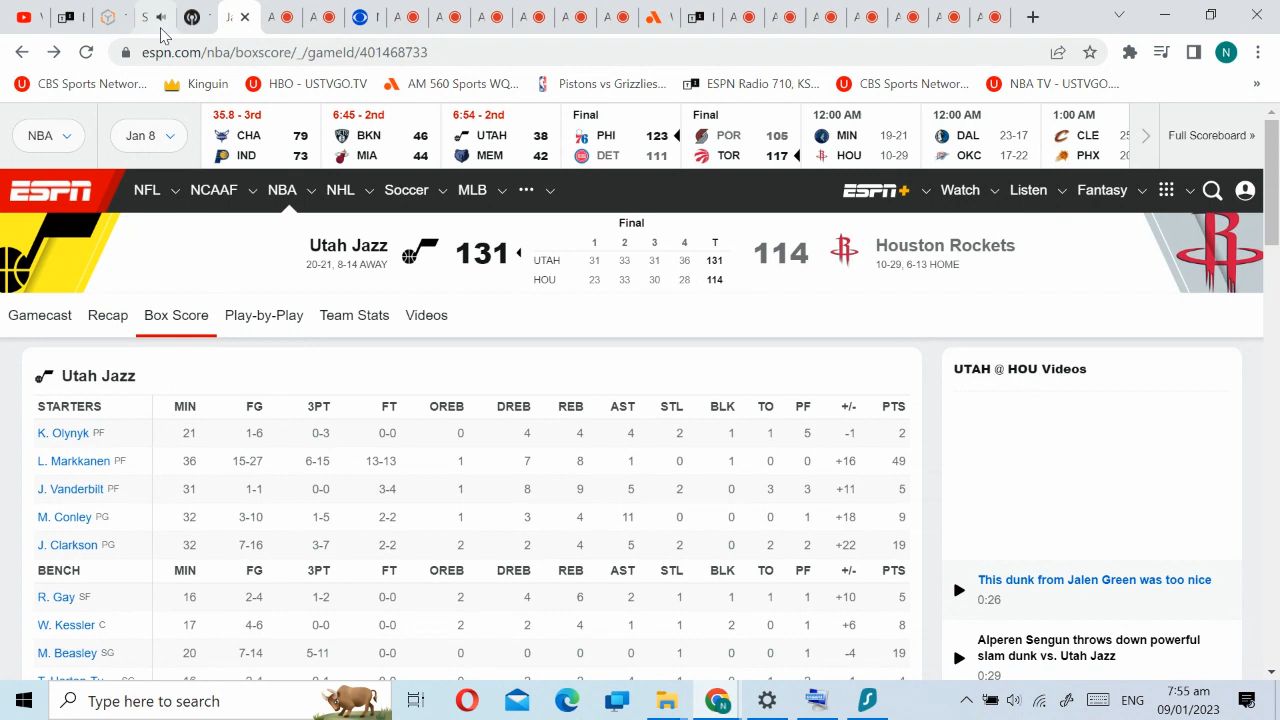 espn.com/nba/boxscore/_/gameId/401468733
N
CBS Sports Networ... Kinguin HBO - USTVGO.TV AM 560 Sports WQ... Pistons vs Grizzlies... ESPN Radio 710, KS... CBS Sports Networ... NBA TV - USTVGO.... »
NBA Jan 8
35.8 - 3rd 6:45 - 2nd 6:54 - 2nd Final Final 12:00 AM 12:00 AM 1:00 AM
CHA 79 BKN 46 UTAH 38 PHI 123 POR 105 MIN 19-21 DAL 23-17 CLE
IND 73 MIA 44 MEM 42 DET 111 TOR 117 HOU 10-29 OKC 17-22 PHX
Full Scoreboard »
ESPN NFL NCAAF NBA NHL Soccer MLB ••• ESPN+ Watch Listen Fantasy
Final
Utah Jazz 131 114 Houston Rockets
20-21, 8-14 AWAY 10-29, 6-13 HOME
1 2 3 4 T
UTAH 31 33 31 36 131
HOU 23 33 30 28 114
Gamecast Recap Box Score Play-by-Play Team Stats Videos
Utah Jazz
STARTERS MIN FG 3PT FT OREB DREB REB AST STL BLK TO PF +/- PTS
K. Olynyk PF 21 1-6 0-3 0-0 0 4 4 4 2 1 1 5 -1 2
L. Markkanen PF 36 15-27 6-15 13-13 1 7 8 1 0 1 0 0 +16 49
J. Vanderbilt PF 31 1-1 0-0 3-4 1 8 9 5 2 0 3 3 +11 5
M. Conley PG 32 3-10 1-5 2-2 1 3 4 11 0 0 0 1 +18 9
J. Clarkson PG 32 7-16 3-7 2-2 2 2 4 5 2 0 2 2 +22 19
BENCH MIN FG 3PT FT OREB DREB REB AST STL BLK TO PF +/- PTS
R. Gay SF 16 2-4 1-2 0-0 2 4 6 2 1 1 1 1 +10 5
W. Kessler C 17 4-6 0-0 0-0 2 2 4 1 1 2 0 1 +6 8
M. Beasley SG 20 7-14 5-11 0-0 0 0 0 0 1 0 0 2 -4 19
UTAH @ HOU Videos
This dunk from Jalen Green was too nice
0:26
Alperen Sengun throws down powerful
slam dunk vs. Utah Jazz
0:29
Type here to search
ENG
7:55 am
09/01/2023